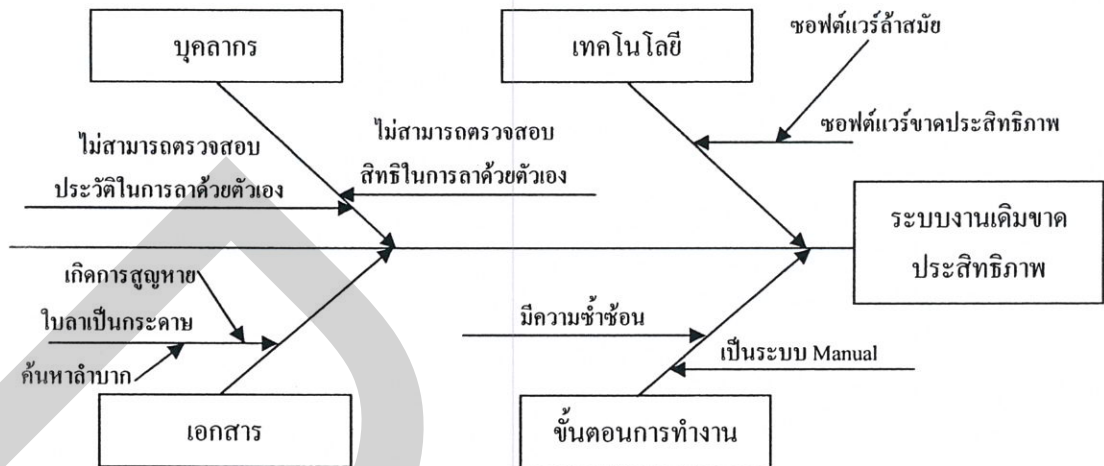 บุคลากร
เทคโนโลยี
ซอฟต์แวร์ล้าสมัย
ซอฟต์แวร์ขาดประสิทธิภาพ
ไม่สามารถตรวจสอบ
ประวัติในการลาด้วยตัวเอง
ไม่สามารถตรวจสอบ
สิทธิในการลาด้วยตัวเอง
ระบบงานเดิมขาด
ประสิทธิภาพ
เกิดการสูญหาย
ใบลาเป็นกระดาษ
ค้นหาลำบาก
มีความซ้ำซ้อน
เป็นระบบ Manual
เอกสาร
ขั้นตอนการทำงาน